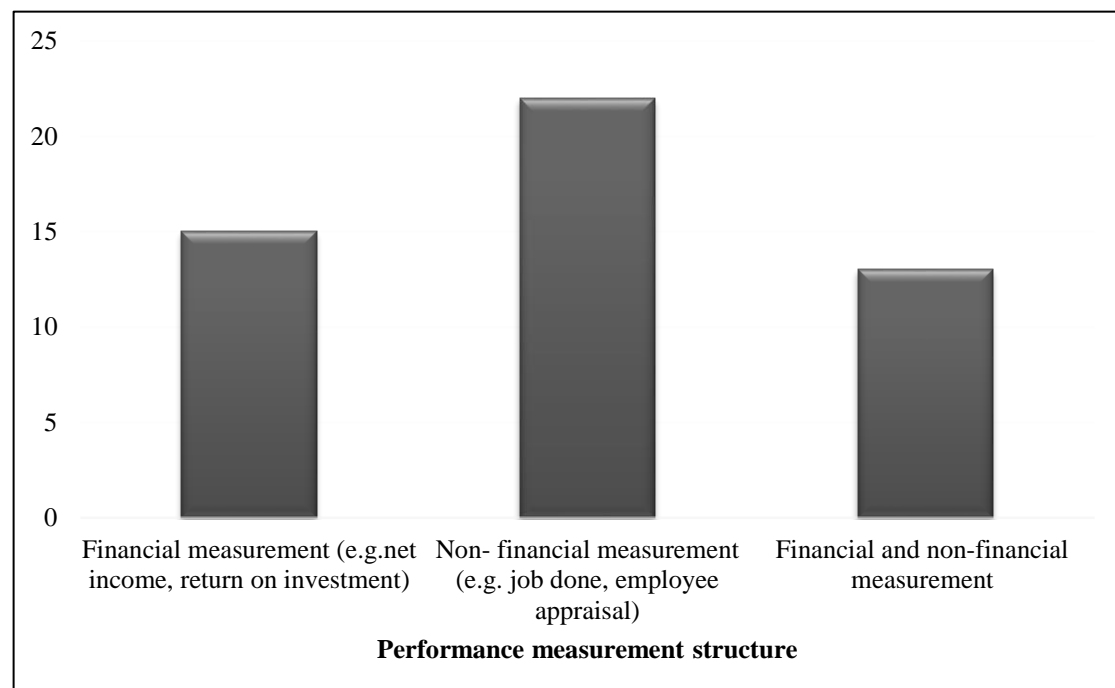 25
20
15
10
5
0
Financial measurement (e.g.net
income, return on investment)
Non- financial measurement
(e.g. job done, employee
appraisal)
Financial and non-financial
measurement
Performance measurement structure